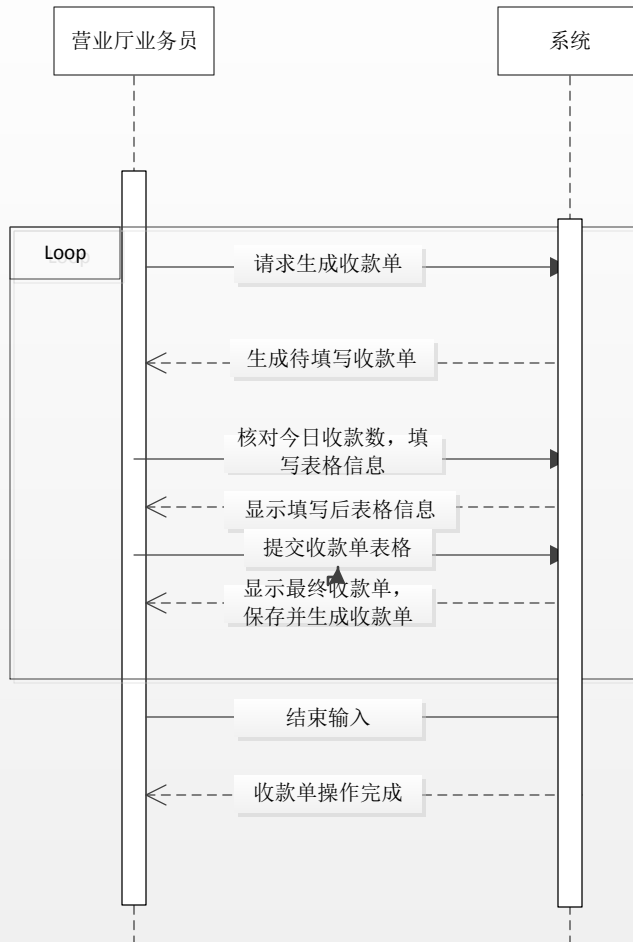 营业厅业务员
系统
Loop
请求生成收款单
生成待填写收款单
核对今日收款数，填
写表格信息
显示填写后表格信息
提交收款单表格
显示最终收款单，
保存并生成收款单
结束输入
收款单操作完成